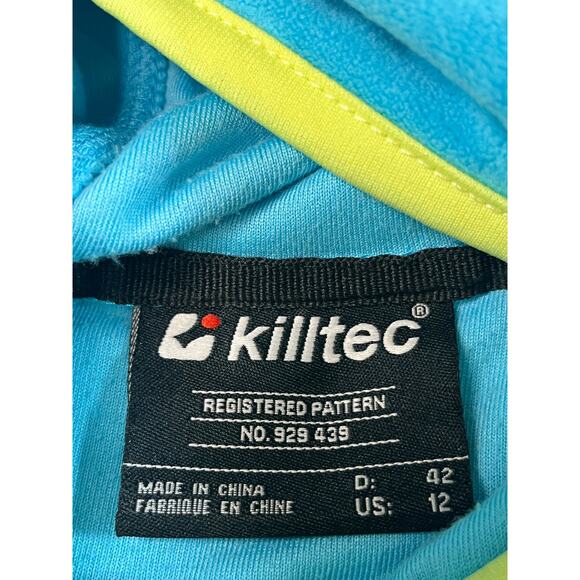 killtec®
REGISTERED PATTERN
NO. 929 439
MADE IN CHINA
FABRIQUE EN CHINE
D: 42
US: 12